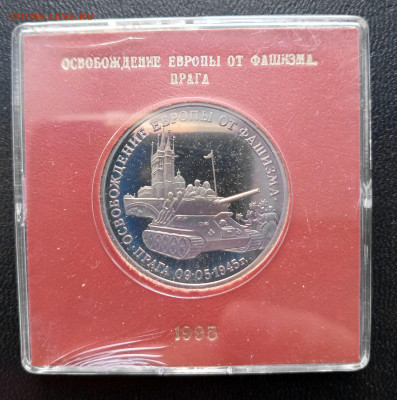 ОСВОБОЖДЕНИЕ ЕВРОПЫ ОТ ФАШИЗМА.
ПРАГА
ОСВОБОЖДЕНИЕ ЕВРОПЫ ОТ ФАШИЗМА
ПРАГА 09·05·1945г.
1995